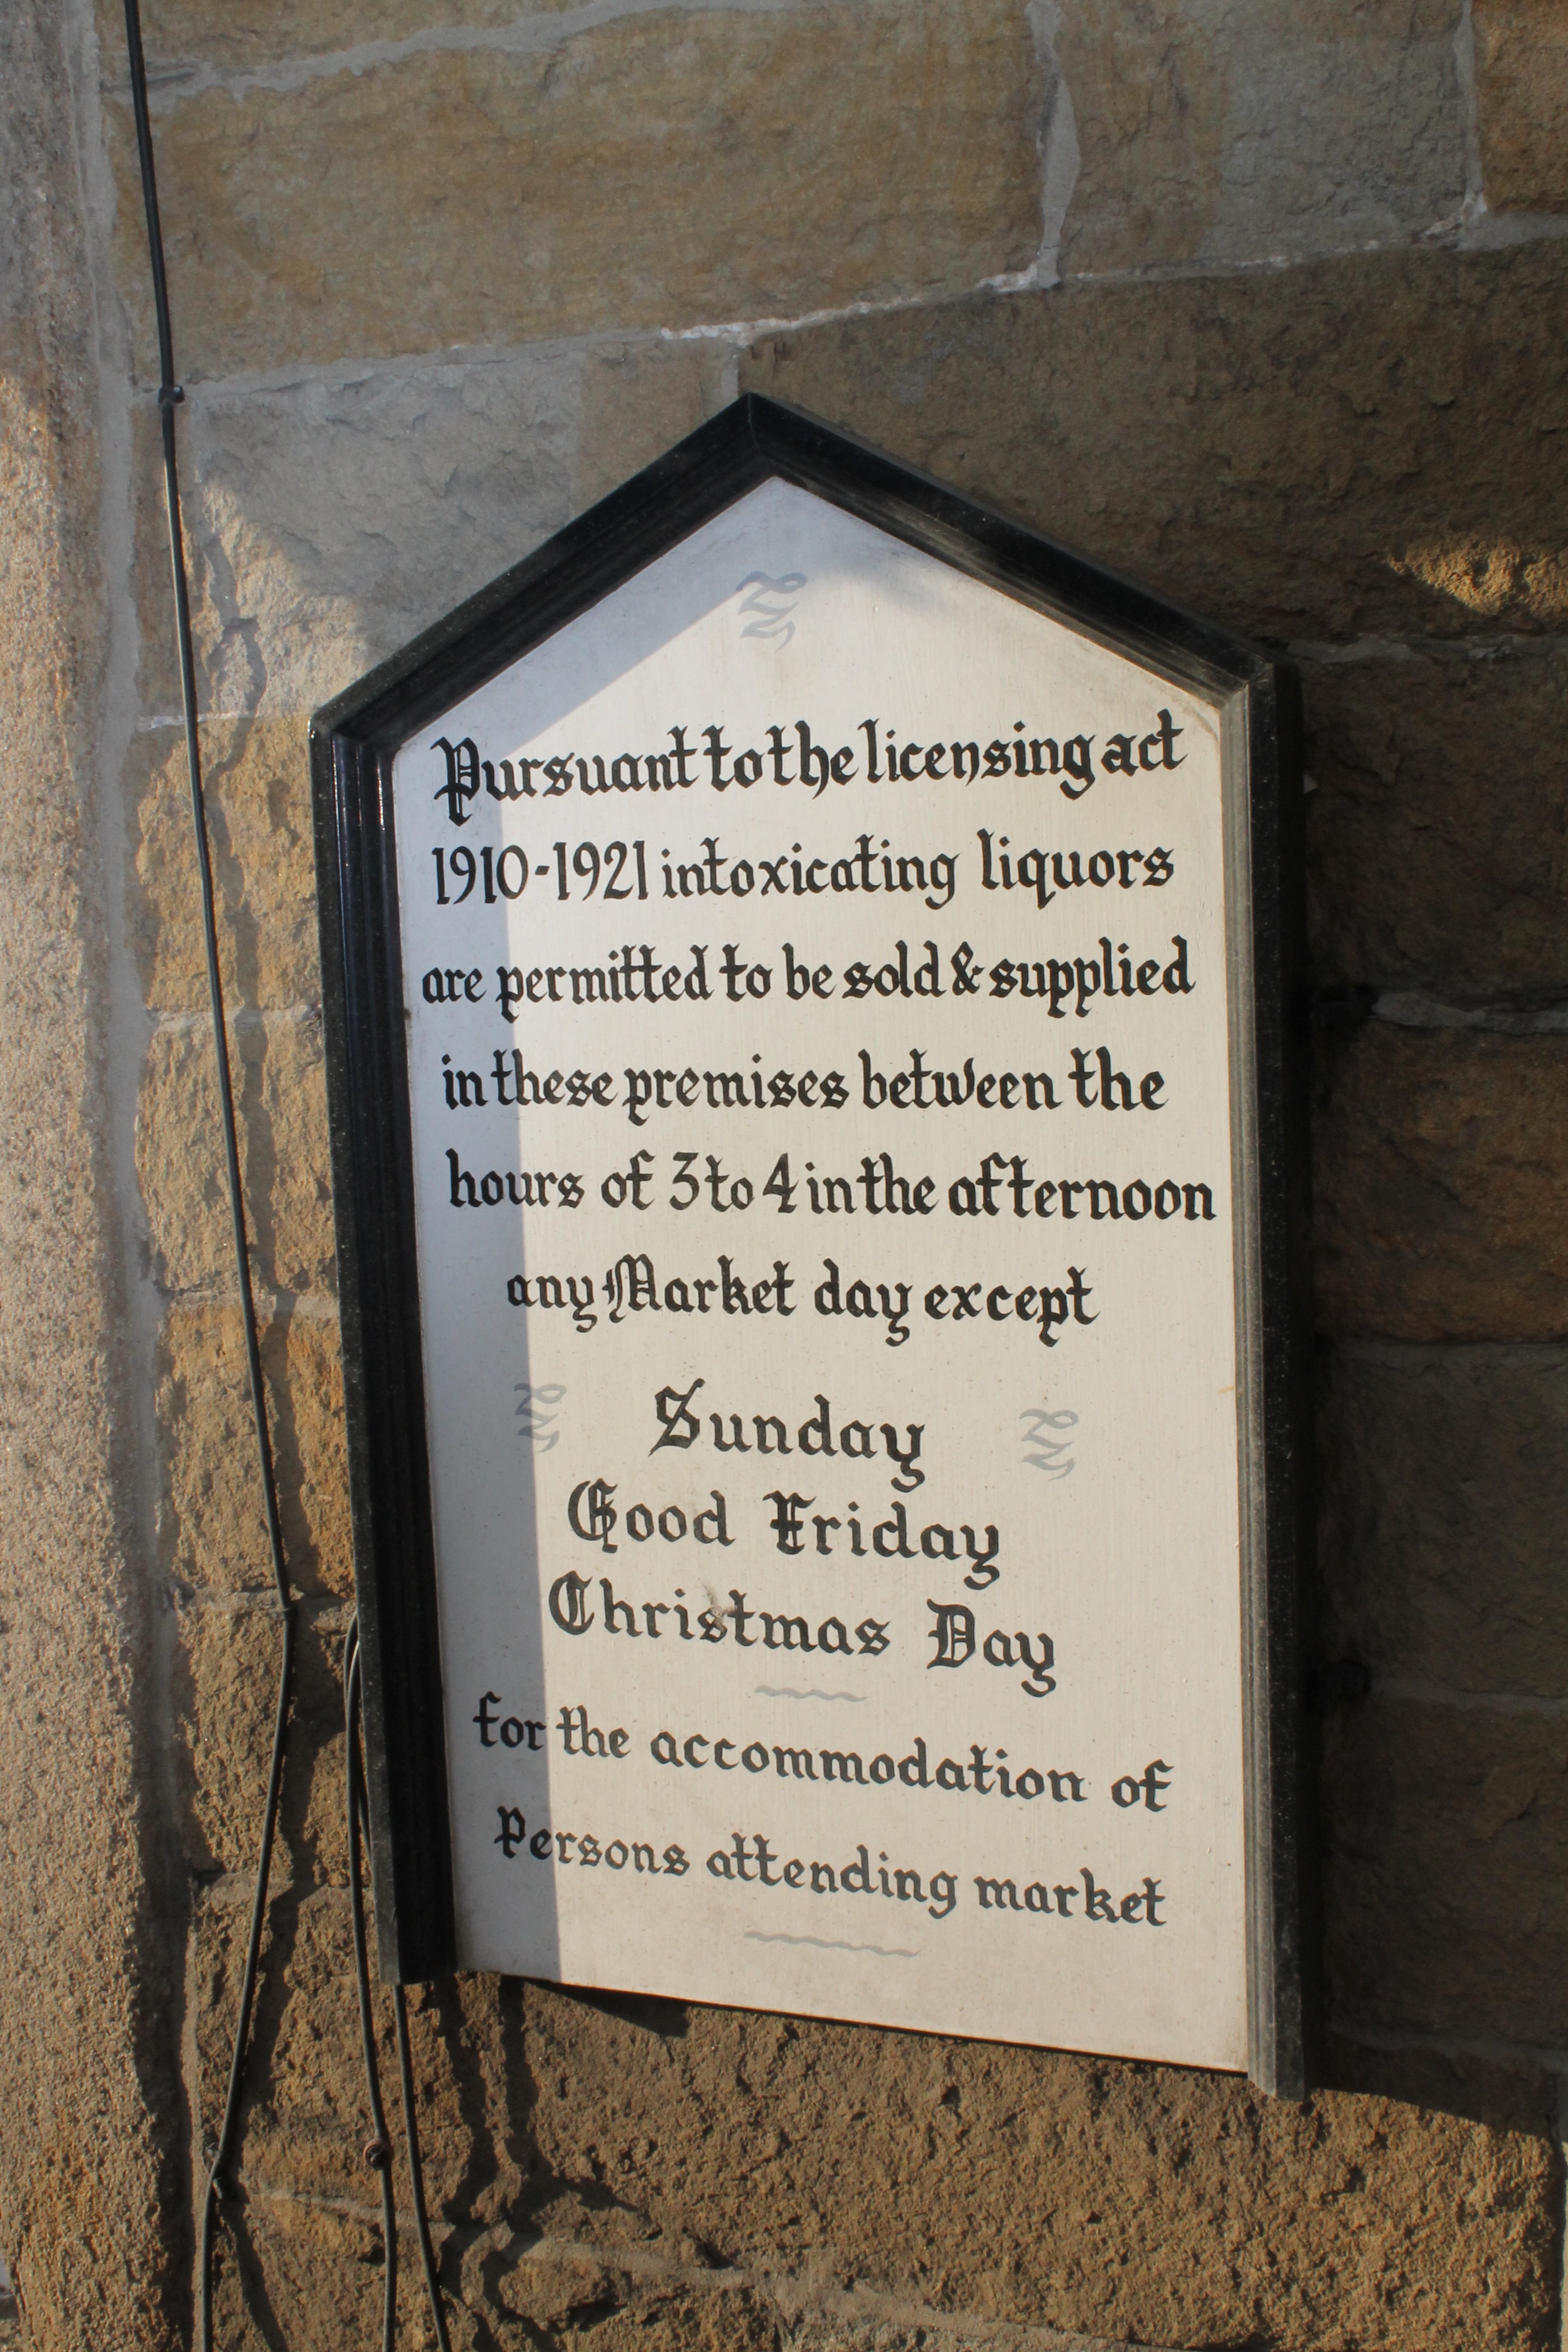 Pursuant to the licensing act
1910-1921 intoxicating liquors
are permitted to be sold & supplied
in these premises between the
hours of 3 to 4 in the afternoon
any Market day except
Sunday
Good Friday
Christmas Day
for the accommodation of
Persons attending market